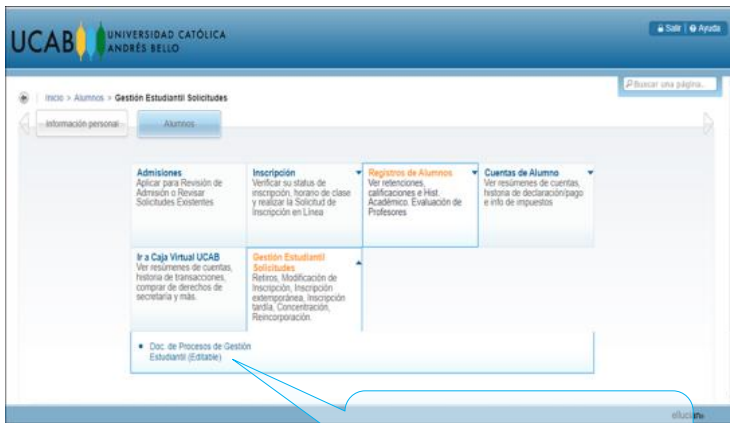 UCAB UNIVERSIDAD CATÓLICA
ANDRÉS BELLO
Salir | Ayuda
Buscar una página..
Inicio > Alumnos > Gestión Estudiantil Solicitudes
Información personal
Alumnos
Admisiones
Aplicar para Revisión de
Admisión o Revisar
Solicitudes Existentes
Inscripción
Verificar su status de
inscripción, horario de clase
y realizar la Solicitud de
Inscripción en Línea
Registros de Alumnos
Ver retenciones,
calificaciones e Hist.
Académico. Evaluación de
Profesores
Cuentas de Alumno
Ver resúmenes de cuentas,
historia de declaración/pago
e info de impuestos
Ir a Caja Virtual UCAB
Ver resúmenes de cuentas,
historia de transacciones,
comprar de derechos de
secretaría y más.
Gestión Estudiantil
Solicitudes
Retiros, Modificación de
Inscripción, Inscripción
extemporánea, Inscripción
tardía, Concentración,
Reincorporación.
Doc. de Procesos de Gestión
Estudiantil (Editable)
ellucian